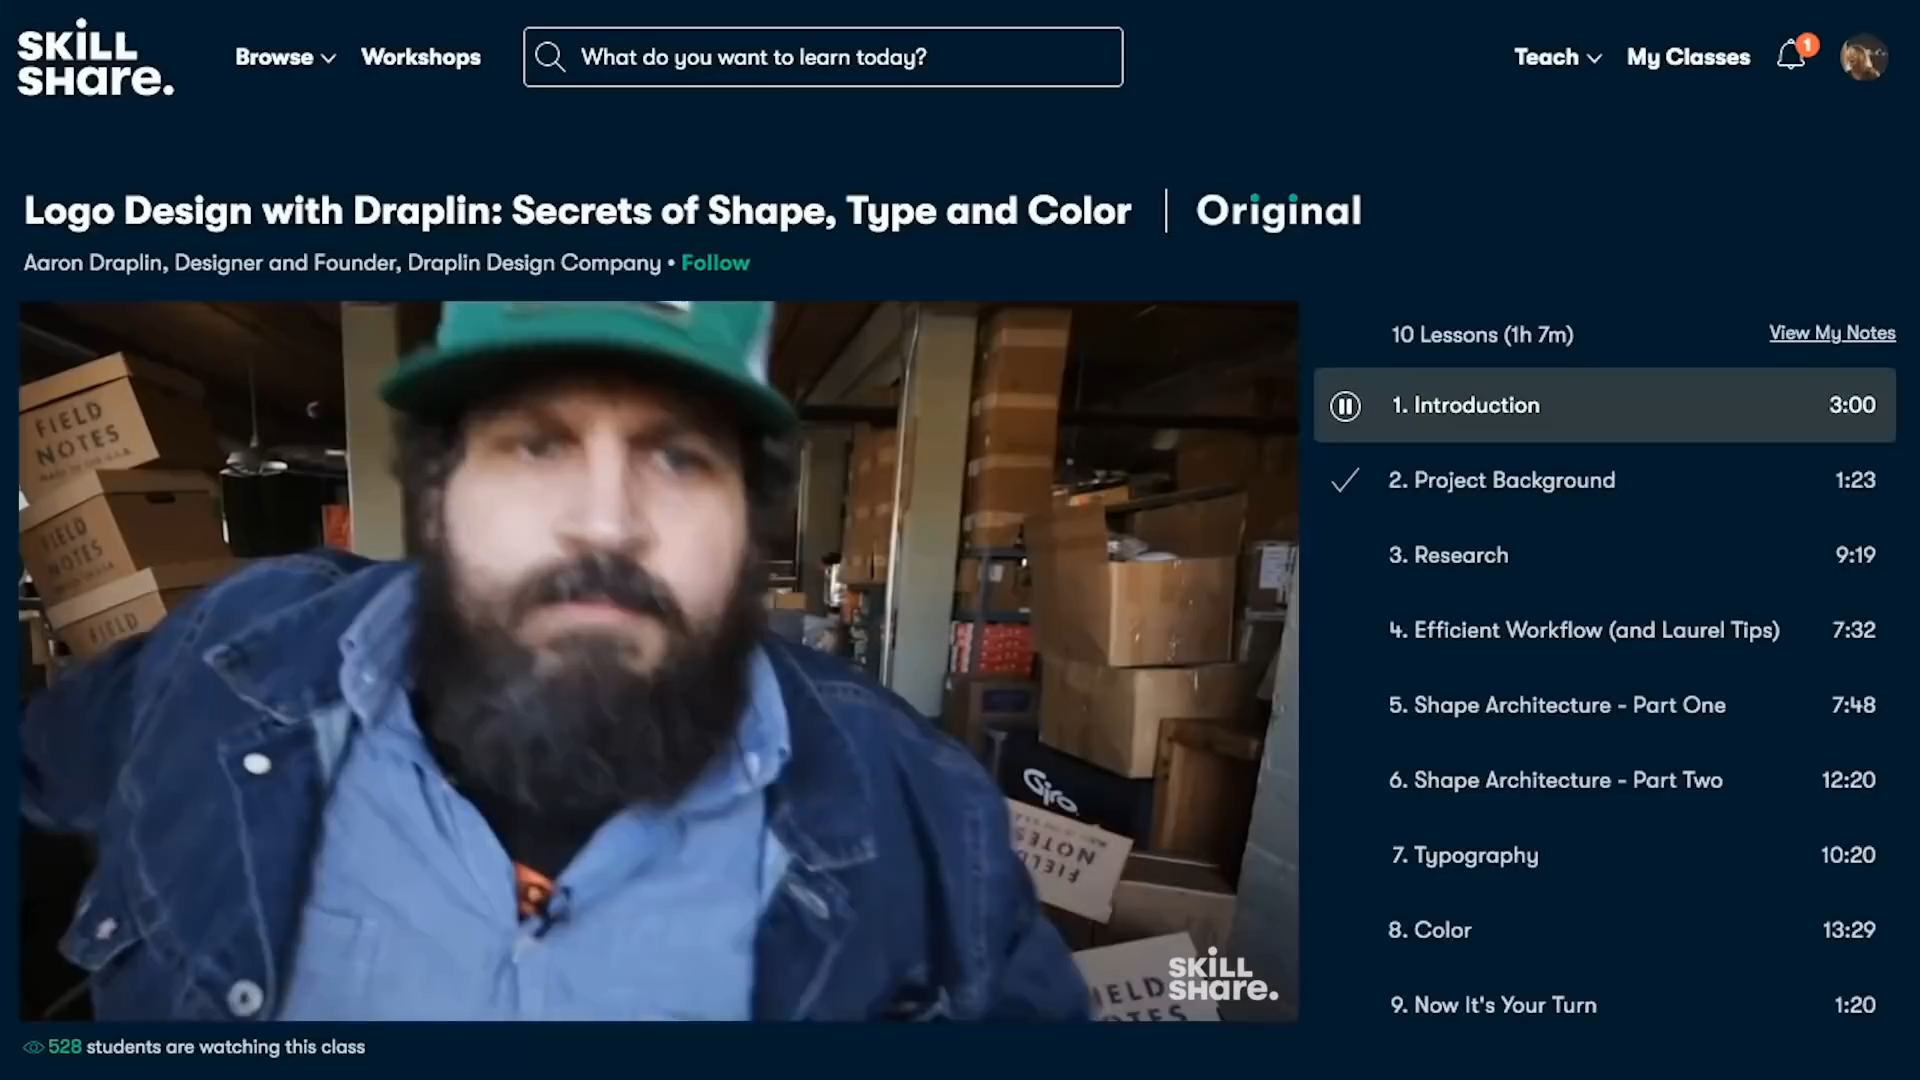 SKILL
SHare.
Browse
Workshops
What do you want to learn today?
Teach
My Classes
1
Logo Design with Draplin: Secrets of Shape, Type and Color | Original
Aaron Draplin, Designer and Founder, Draplin Design Company • Follow
10 Lessons (1h 7m)
View My Notes
1. Introduction 3:00
2. Project Background 1:23
3. Research 9:19
4. Efficient Workflow (and Laurel Tips) 7:32
5. Shape Architecture - Part One 7:48
6. Shape Architecture - Part Two 12:20
7. Typography 10:20
8. Color 13:29
9. Now It's Your Turn 1:20
FIELD
NOTES
FIELD
NOTES
FIELD
Giro
FIELD
NOTES
SKILL
SHare.
528 students are watching this class